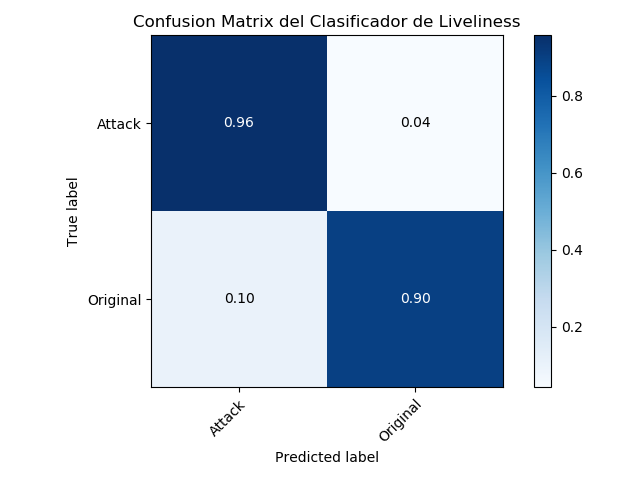 Confusion Matrix del Clasificador de Liveliness
True label
Attack
0.96
0.04
Original
0.10
0.90
Attack
Original
Predicted label
0.8
0.6
0.4
0.2